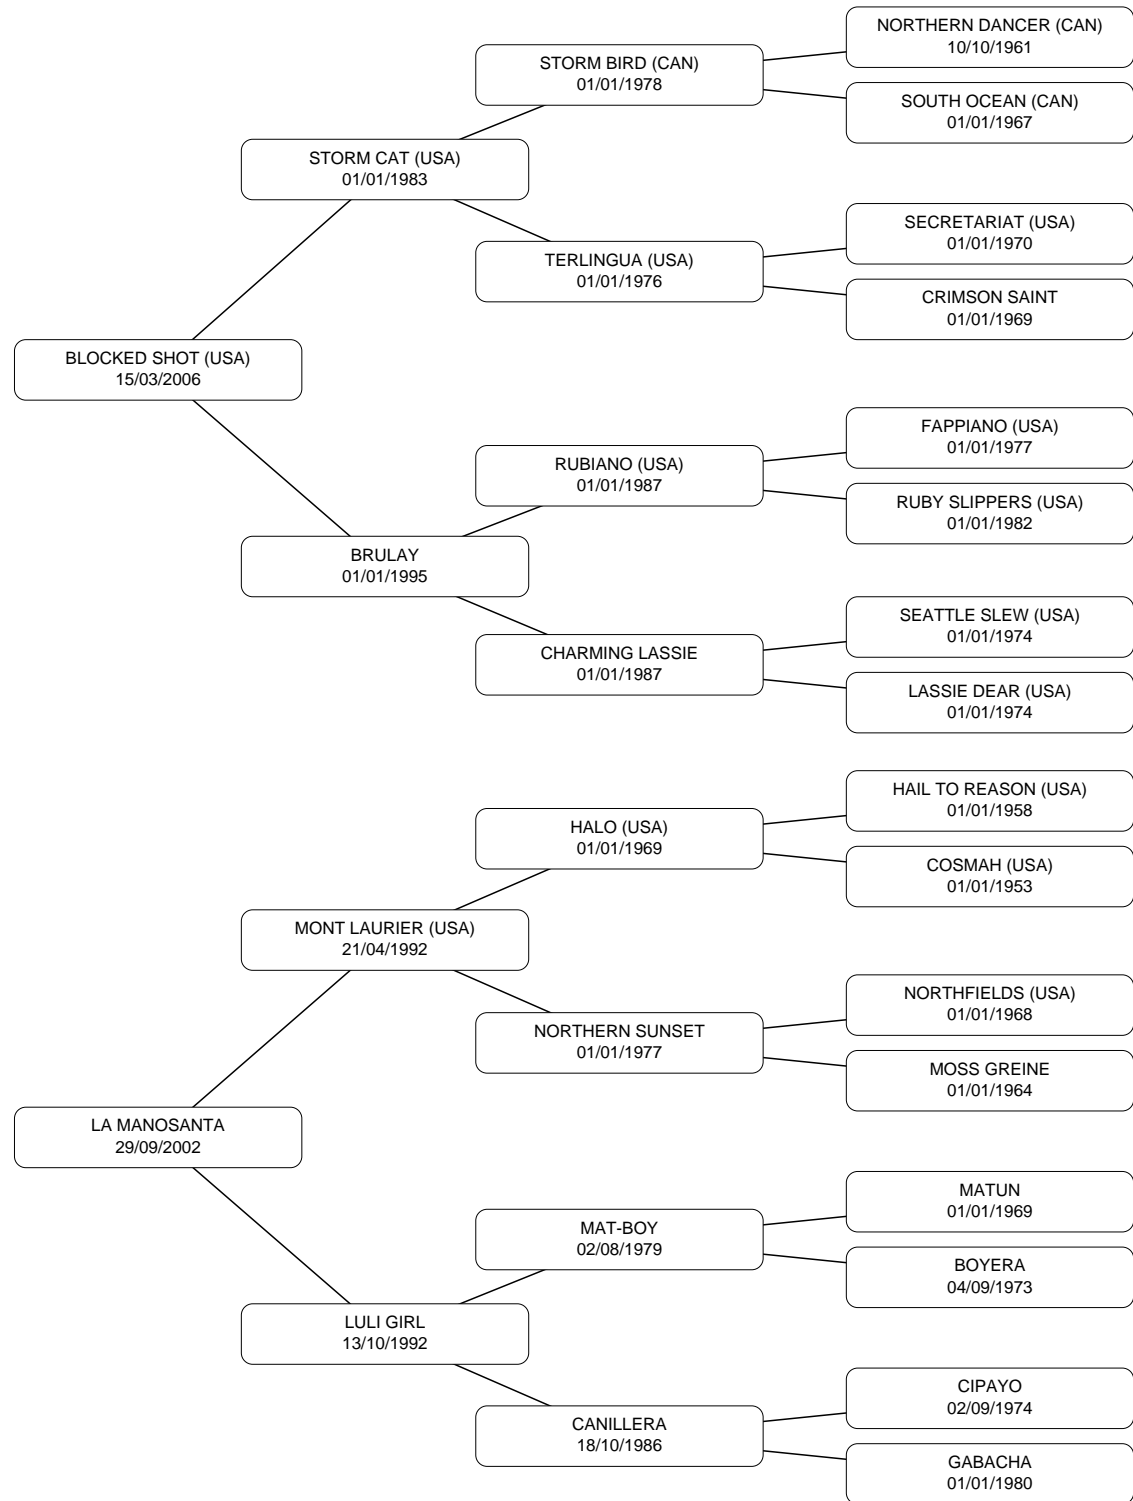 NORTHERN DANCER (CAN)
10/10/1961
STORM BIRD (CAN)
01/01/1978
SOUTH OCEAN (CAN)
01/01/1967
STORM CAT (USA)
01/01/1983
SECRETARIAT (USA)
01/01/1970
TERLINGUA (USA)
01/01/1976
CRIMSON SAINT
01/01/1969
BLOCKED SHOT (USA)
15/03/2006
FAPPIANO (USA)
01/01/1977
RUBIANO (USA)
01/01/1987
RUBY SLIPPERS (USA)
01/01/1982
BRULAY
01/01/1995
SEATTLE SLEW (USA)
01/01/1974
CHARMING LASSIE
01/01/1987
LASSIE DEAR (USA)
01/01/1974
HAIL TO REASON (USA)
01/01/1958
HALO (USA)
01/01/1969
COSMAH (USA)
01/01/1953
MONT LAURIER (USA)
21/04/1992
NORTHFIELDS (USA)
01/01/1968
NORTHERN SUNSET
01/01/1977
MOSS GREINE
01/01/1964
LA MANOSANTA
29/09/2002
MATUN
01/01/1969
MAT-BOY
02/08/1979
BOYERA
04/09/1973
LULI GIRL
13/10/1992
CIPAYO
02/09/1974
CANILLERA
18/10/1986
GABACHA
01/01/1980